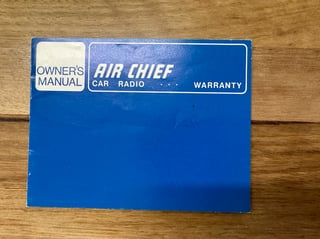 OWNER'S
MANUAL
AIR CHIEF
CAR RADIO ... WARRANTY